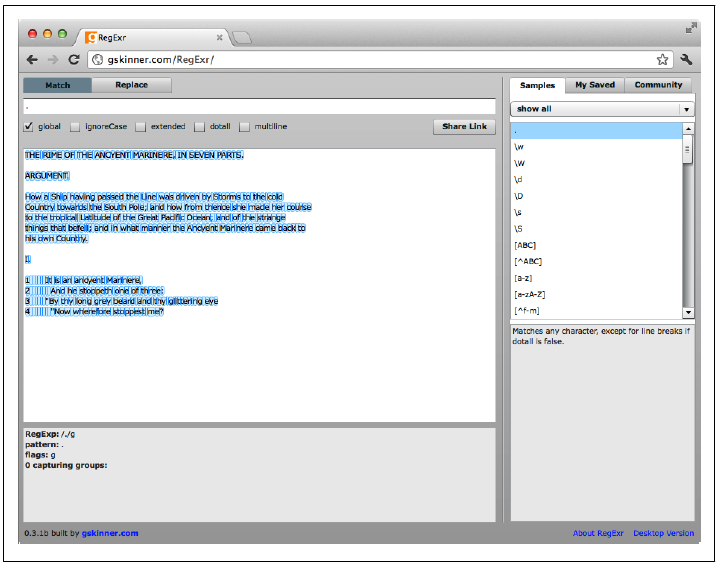 RegExr
gskinner.com/RegExr/
Match Replace
.
global ignoreCase extended dotall multiline Share Link
THE RIME OF THE ANCYENT MARINERE, IN SEVEN PARTS.
ARGUMENT.
How a Ship having passed the Line was driven by Storms to the cold
Country towards the South Pole; and how from thence she made her course
to the tropical Latitude of the Great Pacific Ocean; and of the strange
things that befell; and in what manner the Ancyent Marinere came back to
his own Country.
I.
1 It is an ancyent Marinere,
2 And he stoppeth one of three:
3 "By thy long grey beard and thy glittering eye
4 "Now wherefore stoppest me?
RegExp: /./g
pattern: .
flags: g
0 capturing groups:
Samples My Saved Community
show all
.
\w
\W
\d
\D
\s
\S
[ABC]
[^ABC]
[a-z]
[a-zA-Z]
[^f-m]
Matches any character, except for line breaks if
dotall is false.
0.3.1b built by gskinner.com
About RegExr Desktop Version